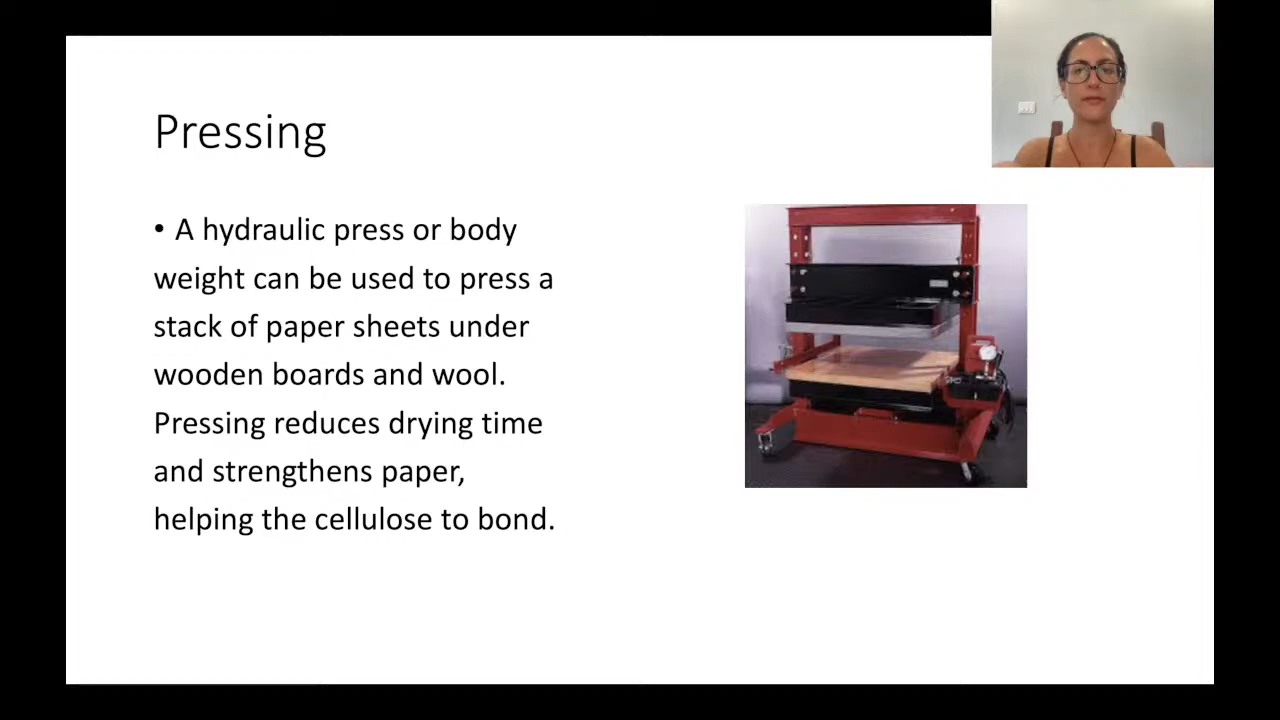 Pressing
• A hydraulic press or body
weight can be used to press a
stack of paper sheets under
wooden boards and wool.
Pressing reduces drying time
and strengthens paper,
helping the cellulose to bond.